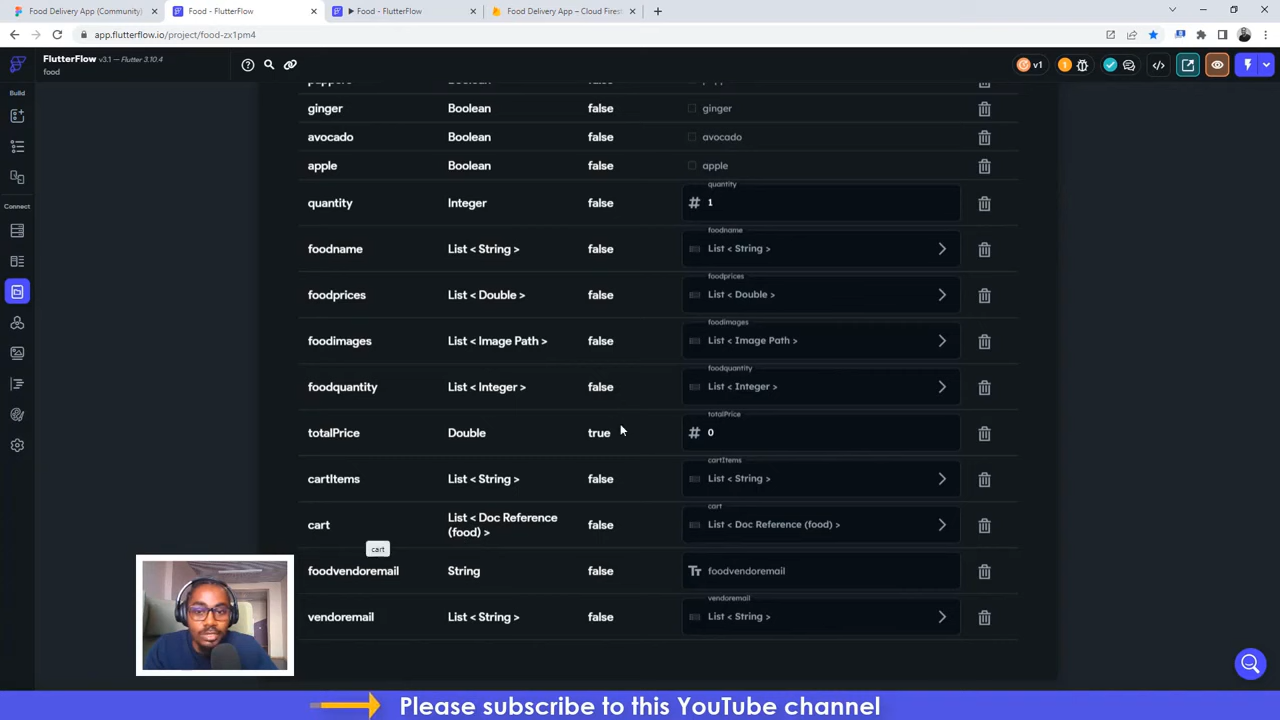 Food Delivery App (Community)
Food - FlutterFlow
Food - FlutterFlow
Food Delivery App – Cloud Fires
app.flutterflow.io/project/food-zx1pm4
FlutterFlow v3.1 — Flutter 3.10.4
food
v1
1
Build
Connect
ginger Boolean false ginger
avocado Boolean false avocado
apple Boolean false apple
quantity
quantity Integer false # 1
foodname
foodname List < String > false List < String >
foodprices
foodprices List < Double > false List < Double >
foodimages
foodimages List < Image Path > false List < Image Path >
foodquantity
foodquantity List < Integer > false List < Integer >
totalPrice
totalPrice Double true # 0
cartItems
cartItems List < String > false List < String >
cart
cart List < Doc Reference (food) > false List < Doc Reference (food) >
cart
foodvendoremail String false Tт foodvendoremail
vendoremail
vendoremail List < String > false List < String >
Please subscribe to this YouTube channel